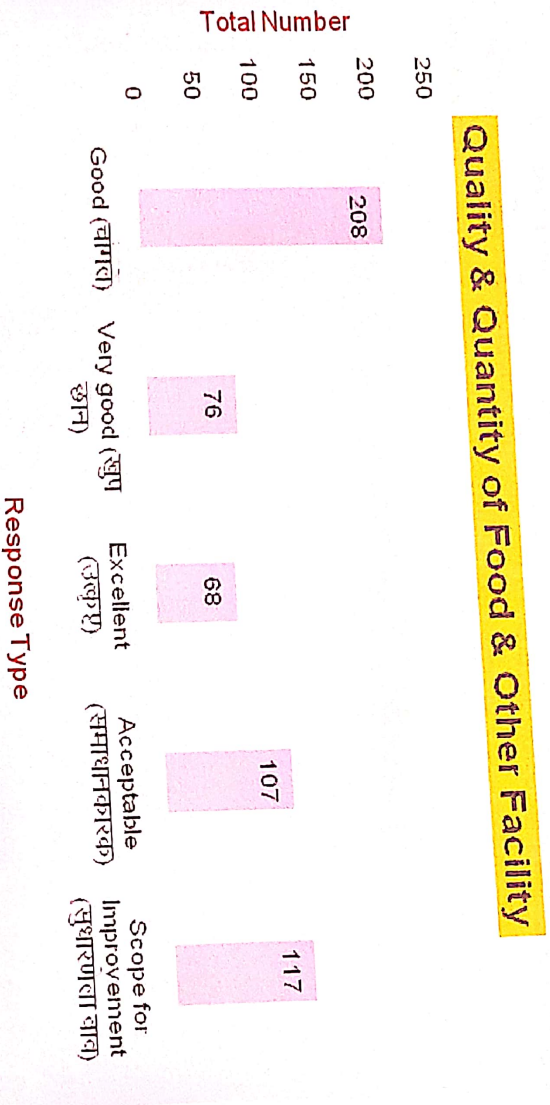 Quality & Quantity of Food & Other Facility
Total Number
250
200
150
100
50
0
208
76
68
107
117
Good (चांगले)
Very good (खुप
छान)
Excellent
(उत्कृष्ट)
Acceptable
(समाधानकारक)
Scope for
Improvement
(सुधारणेला वाव)
Response Type